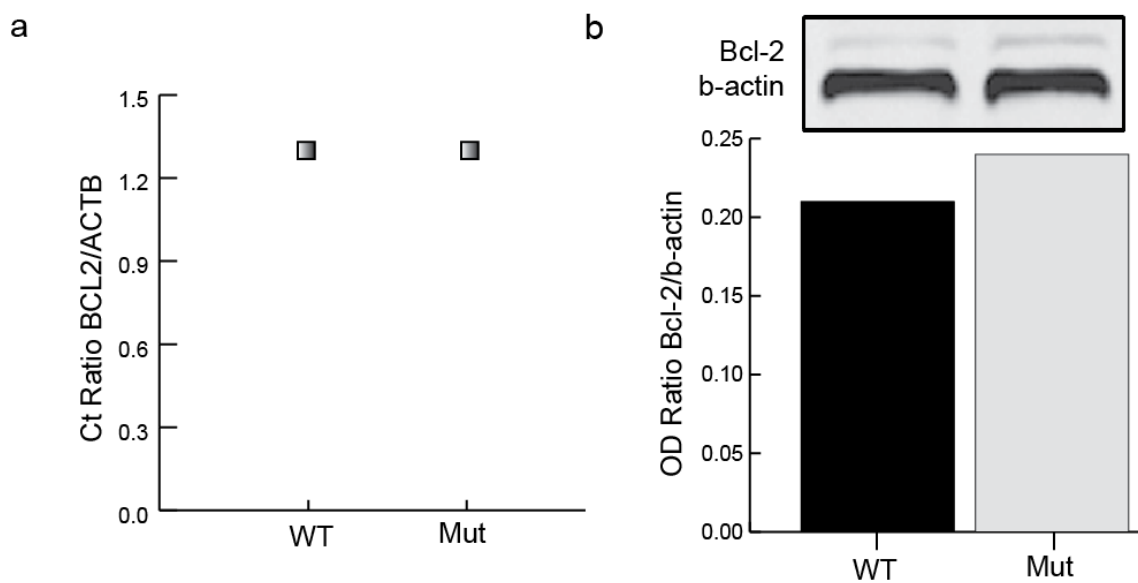 a
Ct Ratio BCL2/ACTB
1.5
1.2
0.9
0.6
0.3
0.0
WT
Mut
b
Bcl-2
b-actin
OD Ratio Bcl-2/b-actin
0.25
0.20
0.15
0.10
0.05
0.00
WT
Mut